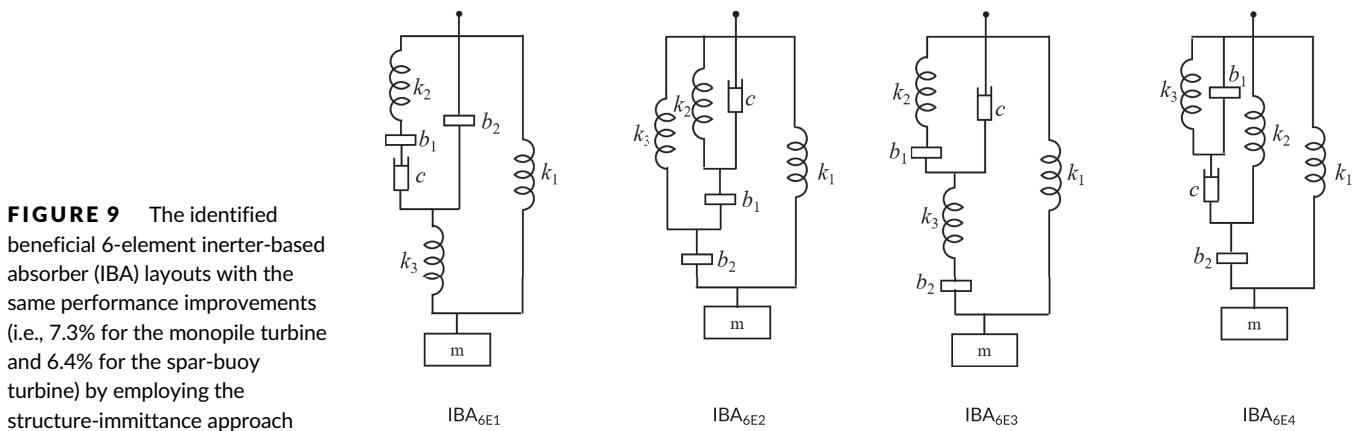 FIGURE 9 The identified
beneficial 6-element inerter-based
absorber (IBA) layouts with the
same performance improvements
(i.e., 7.3% for the monopile turbine
and 6.4% for the spar-buoy
turbine) by employing the
structure-immittance approach
k2
b1
c
b2
k1
k3
m
IBA6E1
k3
k2
c
b1
k1
b2
m
IBA6E2
k2
c
b1
k1
k3
b2
m
IBA6E3
k3
b1
k2
c
k1
b2
m
IBA6E4